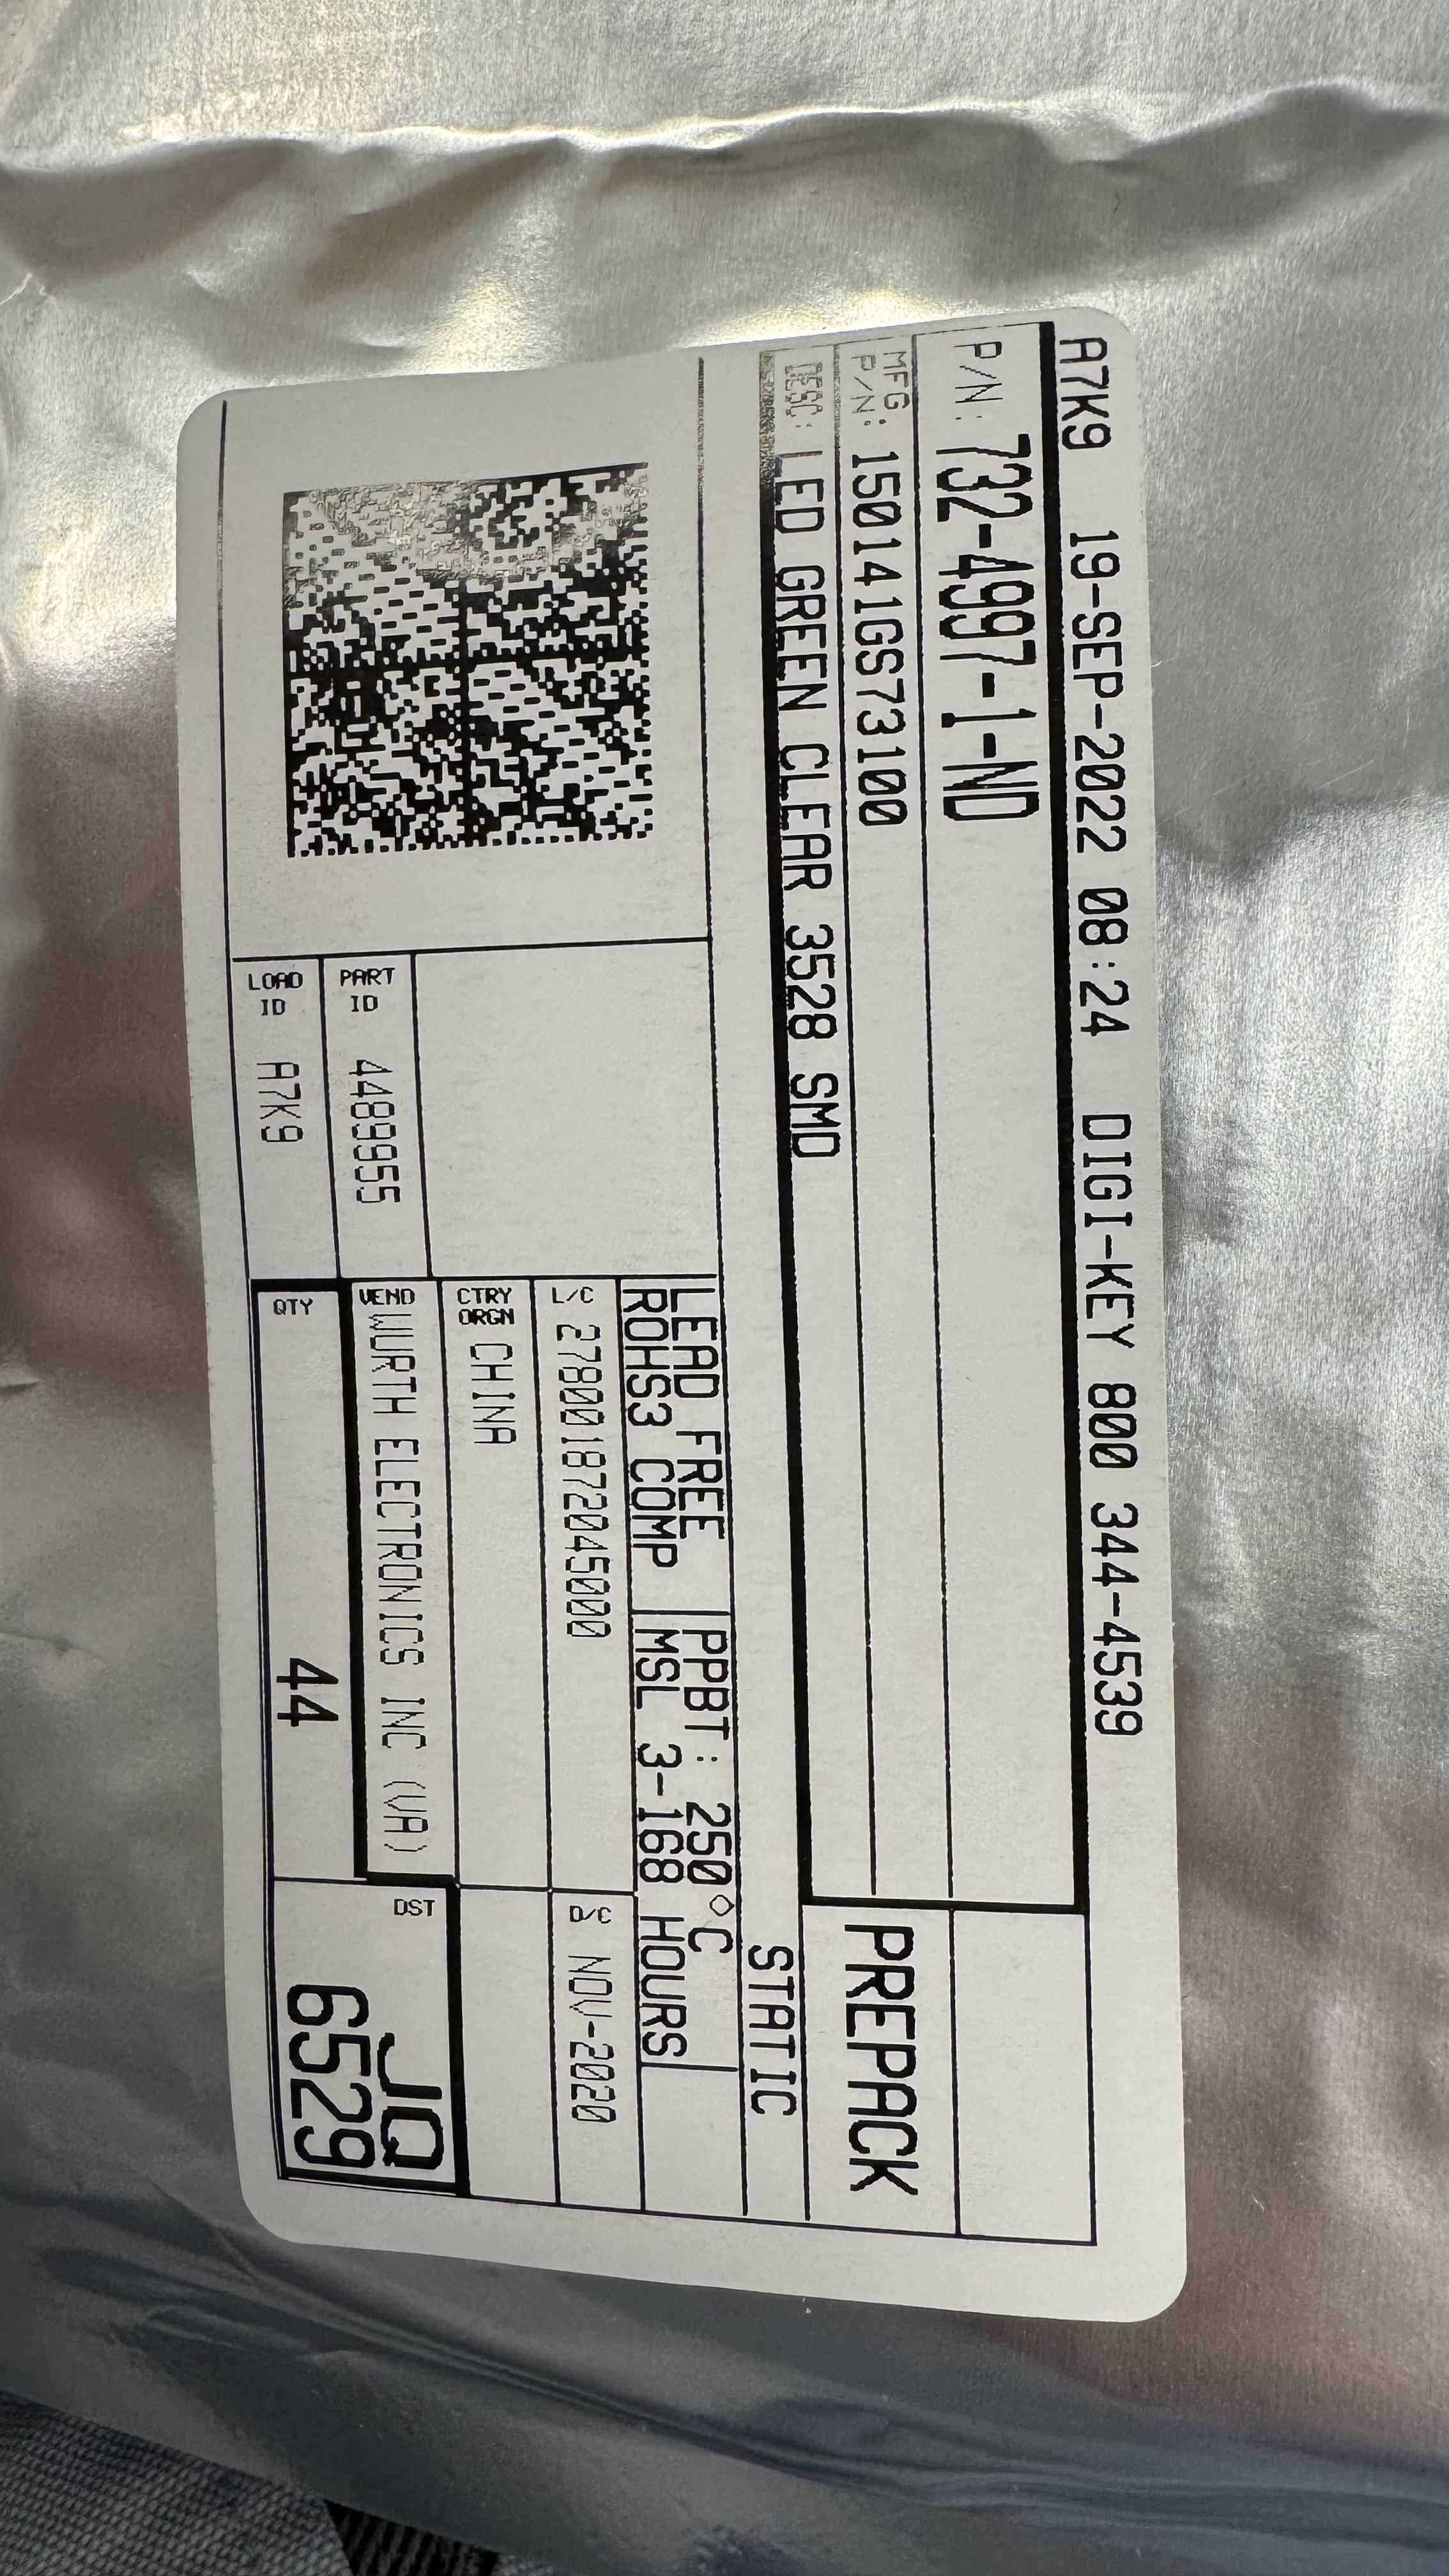 A7K9 19-SEP-2022 08:24 DIGI-KEY 800 344-4539
P/N: 732-4997-1-ND
MFG P/N: 150141GS73100
PREPACK
DESC: LED GREEN CLEAR 3528 SMD
STATIC
LEAD FREE PPBT: 250°C
ROHS3 COMP MSL 3-168 HOURS
L/C 278001872045000
D/C NOV-2020
CTRY ORGN CHINA
PART ID 4489955
VEND WURTH ELECTRONICS INC (VA)
LOAD ID A7K9
QTY 44
DST JQ
6529